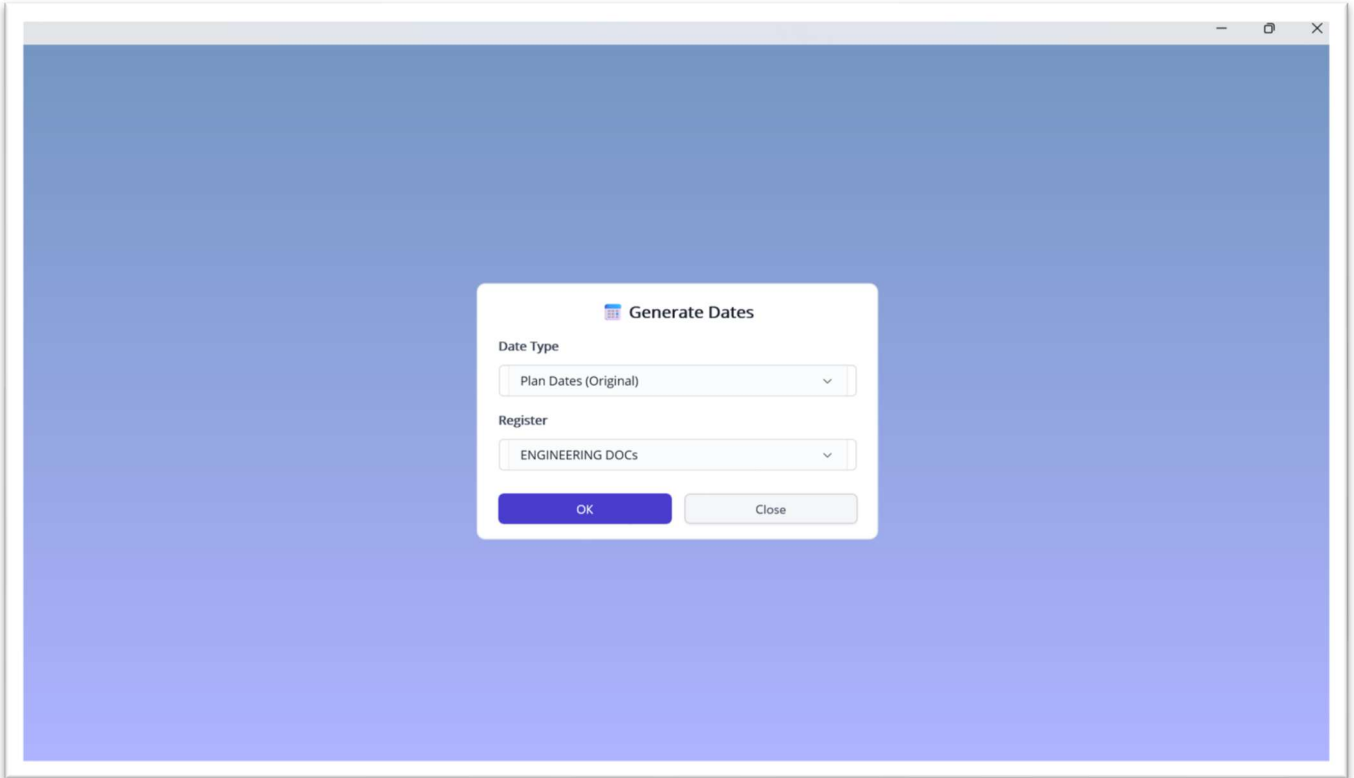 Generate Dates
Date Type
Plan Dates (Original)
Register
ENGINEERING DOCs
OK
Close